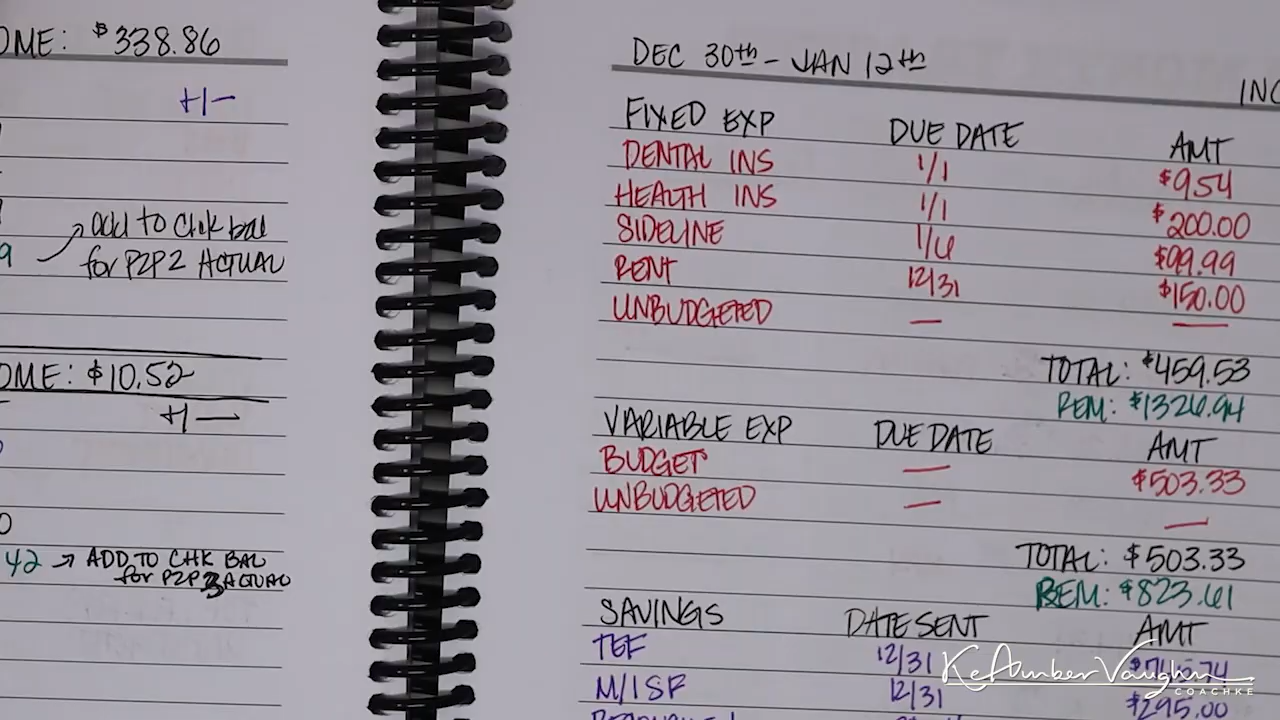 OME: $338.86
+/-
add to Chk bal
9 for P2P2 ACTUAL
OME: $10.52
+/-
0
42 → ADD TO CHK BAL
for P2P3 ACTUAL
DEC 30th - JAN 12th
INC
FIXED EXP DUE DATE AMT
DENTAL INS 1/1 $9.54
HEALTH INS 1/1 $200.00
SIDELINE 1/6 $99.99
RENT 12/31 $150.00
UNBUDGETED — —
TOTAL: $459.53
REM: $1326.94
VARIABLE EXP DUE DATE AMT
BUDGET — $503.33
UNBUDGETED — —
TOTAL: $503.33
REM: $823.61
SAVINGS DATE SENT AMT
TEF 12/31
M/ISF 12/31 $295.00
KeAmber Vaughn
COACHKE